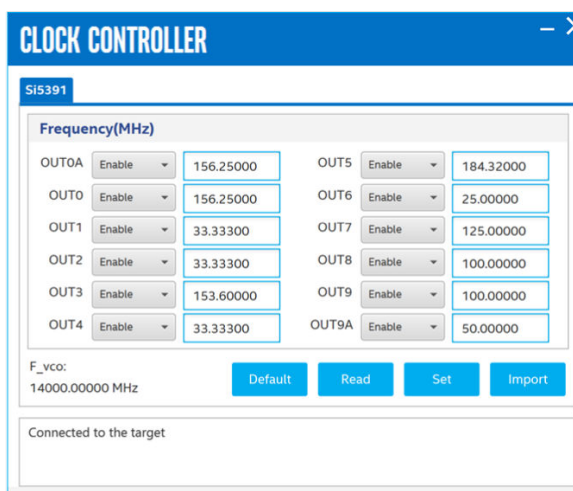 CLOCK CONTROLLER
Si5391
Frequency(MHz)
OUT0A Enable 156.25000 OUT5 Enable 184.32000
OUT0 Enable 156.25000 OUT6 Enable 25.00000
OUT1 Enable 33.33300 OUT7 Enable 125.00000
OUT2 Enable 33.33300 OUT8 Enable 100.00000
OUT3 Enable 153.60000 OUT9 Enable 100.00000
OUT4 Enable 33.33300 OUT9A Enable 50.00000
F_vco:
14000.00000 MHz
Default Read Set Import
Connected to the target